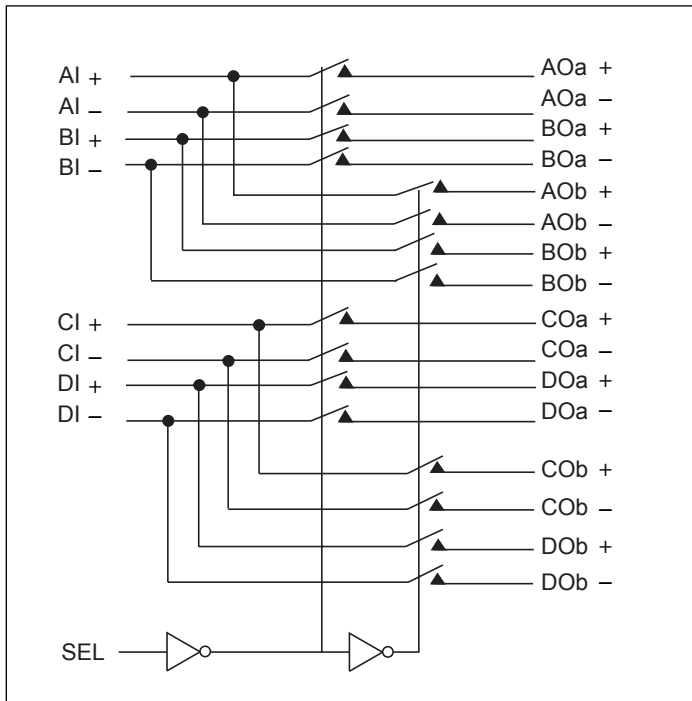 AI + AOa +
AI – AOa –
BI + BOa +
BI – BOa –
AOb +
AOb –
BOb +
BOb –
CI + COa +
CI – COa –
DI + DOa +
DI – DOa –
COb +
COb –
DOb +
DOb –
SEL